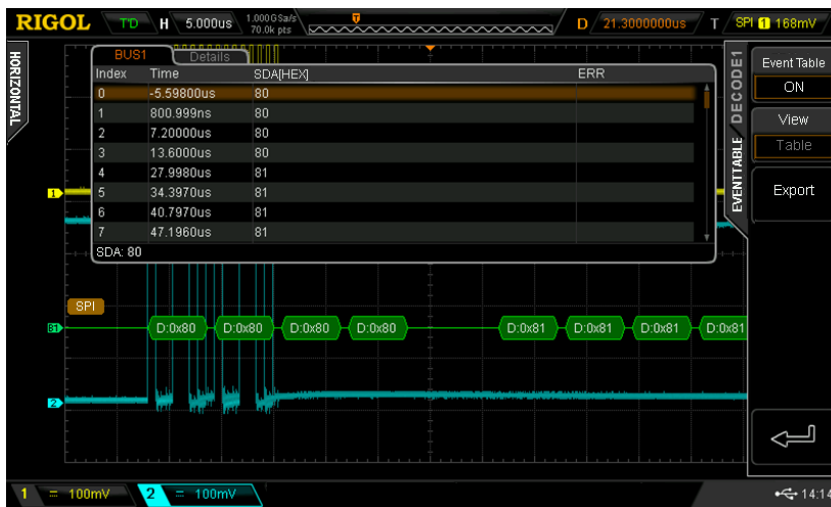 RIGOL T'D H 5.000us 1.000GSa/s 70.0k pts D 21.3000000us T SPI 1 168mV
HORIZONTAL
BUS1 Details
Index Time SDA[HEX] ERR
0 -5.59800us 80
1 800.999ns 80
2 7.20000us 80
3 13.6000us 80
4 27.9980us 81
5 34.3970us 81
6 40.7970us 81
7 47.1960us 81
SDA: 80
DECODE1
EVENTTABLE
Event Table
ON
View
Table
Export
1
SPI
B1 D:0x80 D:0x80 D:0x80 D:0x80 D:0x81 D:0x81 D:0x81 D:0x81
2
1 = 100mV 2 = 100mV 14:14